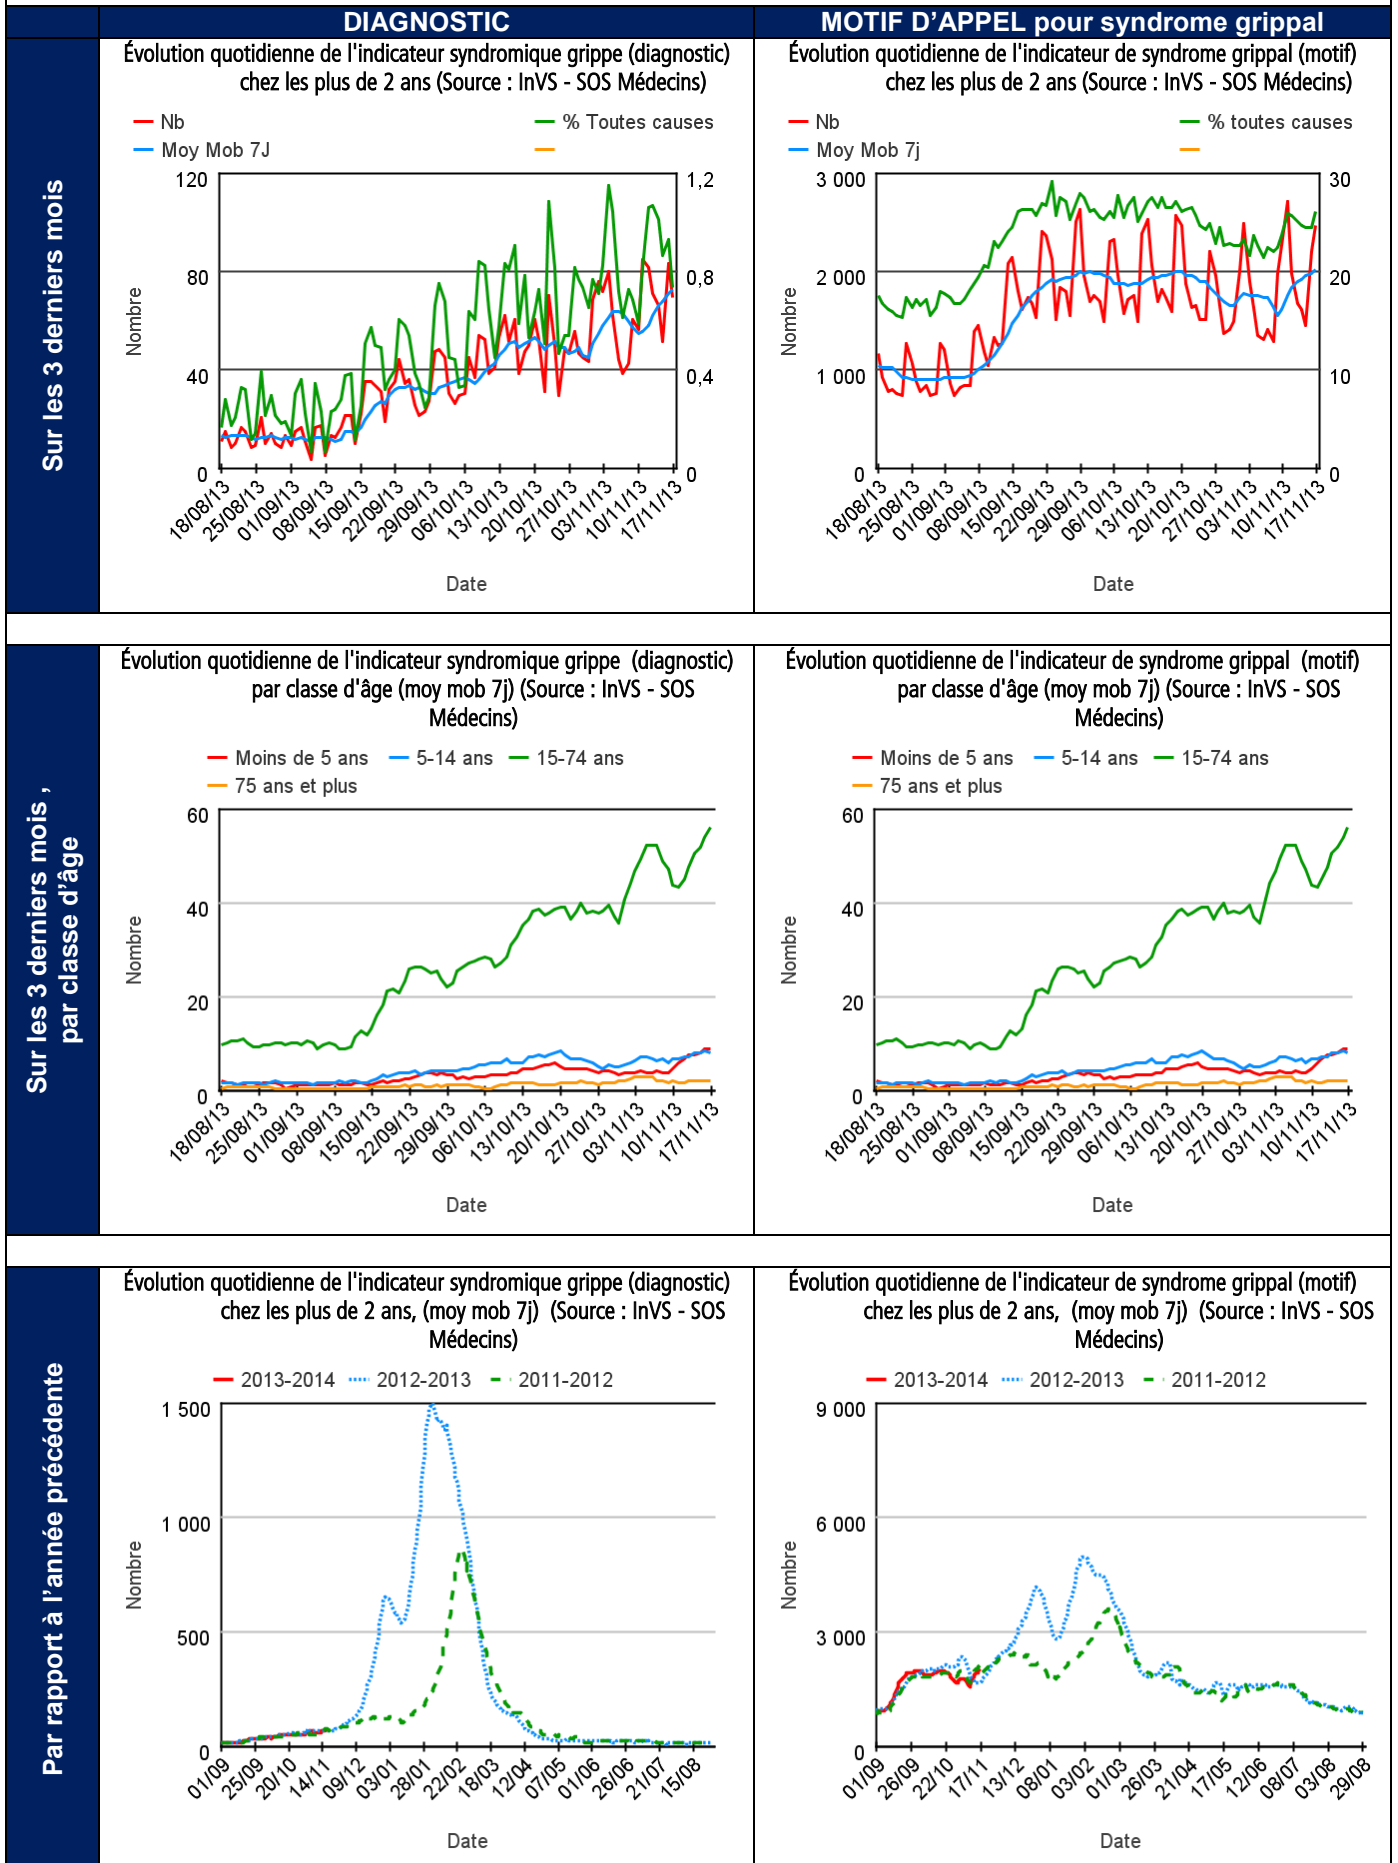 DIAGNOSTIC
MOTIF D'APPEL pour syndrome grippal
Sur les 3 derniers mois
Évolution quotidienne de l'indicateur syndromique grippe (diagnostic)
chez les plus de 2 ans (Source : InVS - SOS Médecins)
Nb
% Toutes causes
Moy Mob 7J
120
80
40
0
1,2
0,8
0,4
0
Nombre
18/08/13
25/08/13
01/09/13
08/09/13
15/09/13
22/09/13
29/09/13
06/10/13
13/10/13
20/10/13
27/10/13
03/11/13
10/11/13
17/11/13
Date
Évolution quotidienne de l'indicateur de syndrome grippal (motif)
chez les plus de 2 ans (Source : InVS - SOS Médecins)
Nb
% toutes causes
Moy Mob 7j
3 000
2 000
1 000
0
30
20
10
0
Nombre
18/08/13
25/08/13
01/09/13
08/09/13
15/09/13
22/09/13
29/09/13
06/10/13
13/10/13
20/10/13
27/10/13
03/11/13
10/11/13
17/11/13
Date
Sur les 3 derniers mois ,
par classe d'âge
Évolution quotidienne de l'indicateur syndromique grippe (diagnostic)
par classe d'âge (moy mob 7j) (Source : InVS - SOS
Médecins)
Moins de 5 ans
5-14 ans
15-74 ans
75 ans et plus
60
40
20
0
Nombre
18/08/13
25/08/13
01/09/13
08/09/13
15/09/13
22/09/13
29/09/13
06/10/13
13/10/13
20/10/13
27/10/13
03/11/13
10/11/13
17/11/13
Date
Évolution quotidienne de l'indicateur de syndrome grippal (motif)
par classe d'âge (moy mob 7j) (Source : InVS - SOS
Médecins)
Moins de 5 ans
5-14 ans
15-74 ans
75 ans et plus
60
40
20
0
Nombre
18/08/13
25/08/13
01/09/13
08/09/13
15/09/13
22/09/13
29/09/13
06/10/13
13/10/13
20/10/13
27/10/13
03/11/13
10/11/13
17/11/13
Date
Par rapport à l'année précédente
Évolution quotidienne de l'indicateur syndromique grippe (diagnostic)
chez les plus de 2 ans, (moy mob 7j) (Source : InVS - SOS
Médecins)
2013-2014
2012-2013
2011-2012
1 500
1 000
500
0
Nombre
01/09
25/09
20/10
14/11
09/12
03/01
28/01
22/02
18/03
12/04
07/05
01/06
26/06
21/07
15/08
Date
Évolution quotidienne de l'indicateur de syndrome grippal (motif)
chez les plus de 2 ans, (moy mob 7j) (Source : InVS - SOS
Médecins)
2013-2014
2012-2013
2011-2012
9 000
6 000
3 000
0
Nombre
01/09
26/09
22/10
17/11
13/12
08/01
03/02
01/03
26/03
21/04
17/05
12/06
08/07
03/08
29/08
Date